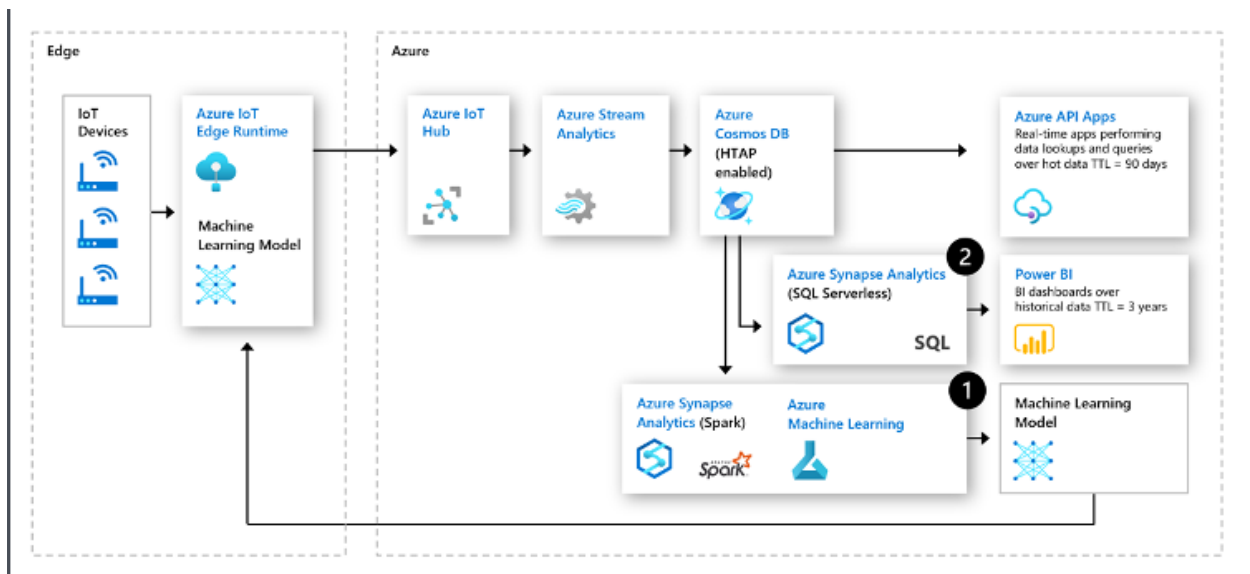 Edge
IoT
Devices
Azure IoT
Edge Runtime
Machine
Learning Model
Azure
Azure IoT
Hub
Azure Stream
Analytics
Azure
Cosmos DB
(HTAP
enabled)
Azure API Apps
Real-time apps performing
data lookups and queries
over hot data TTL = 90 days
2
Azure Synapse Analytics
(SQL Serverless)
SQL
Power BI
BI dashboards over
historical data TTL = 3 years
1
Azure Synapse
Analytics (Spark)
APACHE
Spark
Azure
Machine Learning
Machine Learning
Model